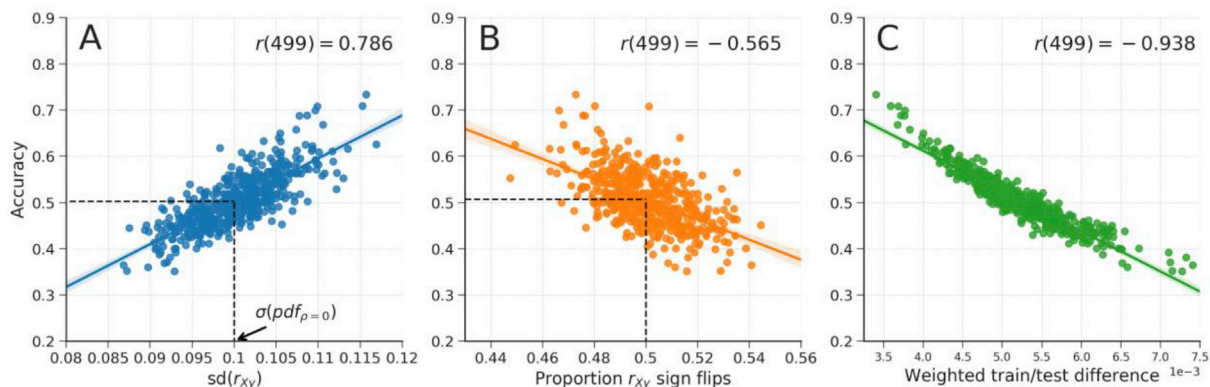 A
r(499) = 0.786
Accuracy
0.9
0.8
0.7
0.6
0.5
0.4
0.3
0.2
σ(pdfρ=0)
0.08 0.085 0.09 0.095 0.1 0.105 0.11 0.115 0.12
sd(rXy)
B
r(499) = −0.565
0.9
0.8
0.7
0.6
0.5
0.4
0.3
0.2
0.44 0.46 0.48 0.5 0.52 0.54 0.56
Proportion rXy sign flips
C
r(499) = −0.938
0.9
0.8
0.7
0.6
0.5
0.4
0.3
0.2
3.5 4.0 4.5 5.0 5.5 6.0 6.5 7.0 7.5
Weighted train/test difference 1e−3